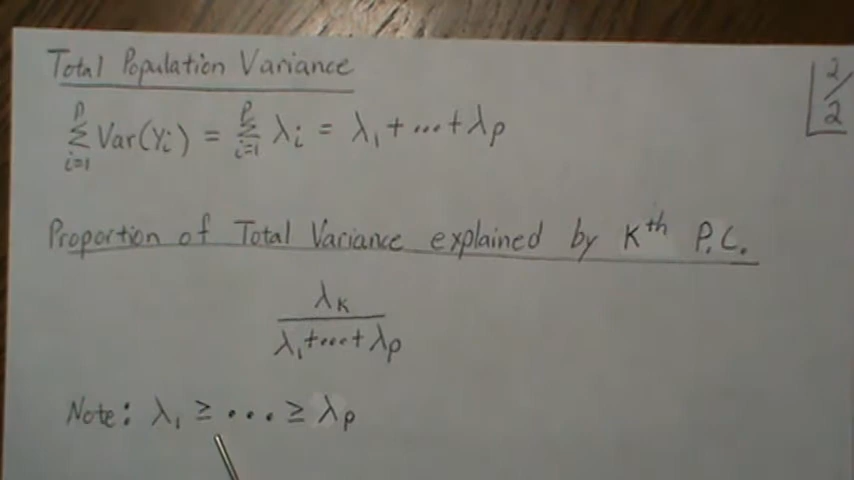 Total Population Variance
2/2
p Σ i=1 Var(Yi) = p Σ i=1 λi = λ1 + ... + λp
Proportion of Total Variance explained by Kth P.C.
λK
λ1+...+ λp
Note: λ1 ≥ ... ≥ λp